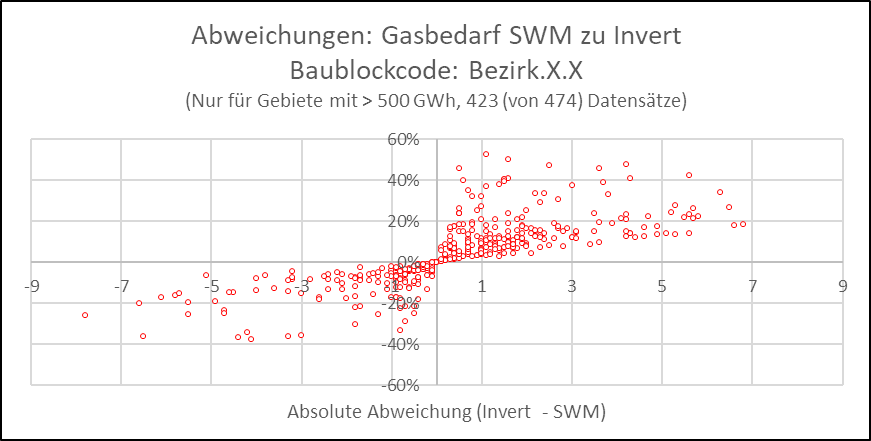 Abweichungen: Gasbedarf SWM zu Invert
Baublockcode: Bezirk.X.X
(Nur für Gebiete mit > 500 GWh, 423 (von 474) Datensätze)
60%
40%
20%
0%
-9 -7 -5 -3 -1 1 3 5 7 9
-20%
-40%
-60%
Absolute Abweichung (Invert - SWM)